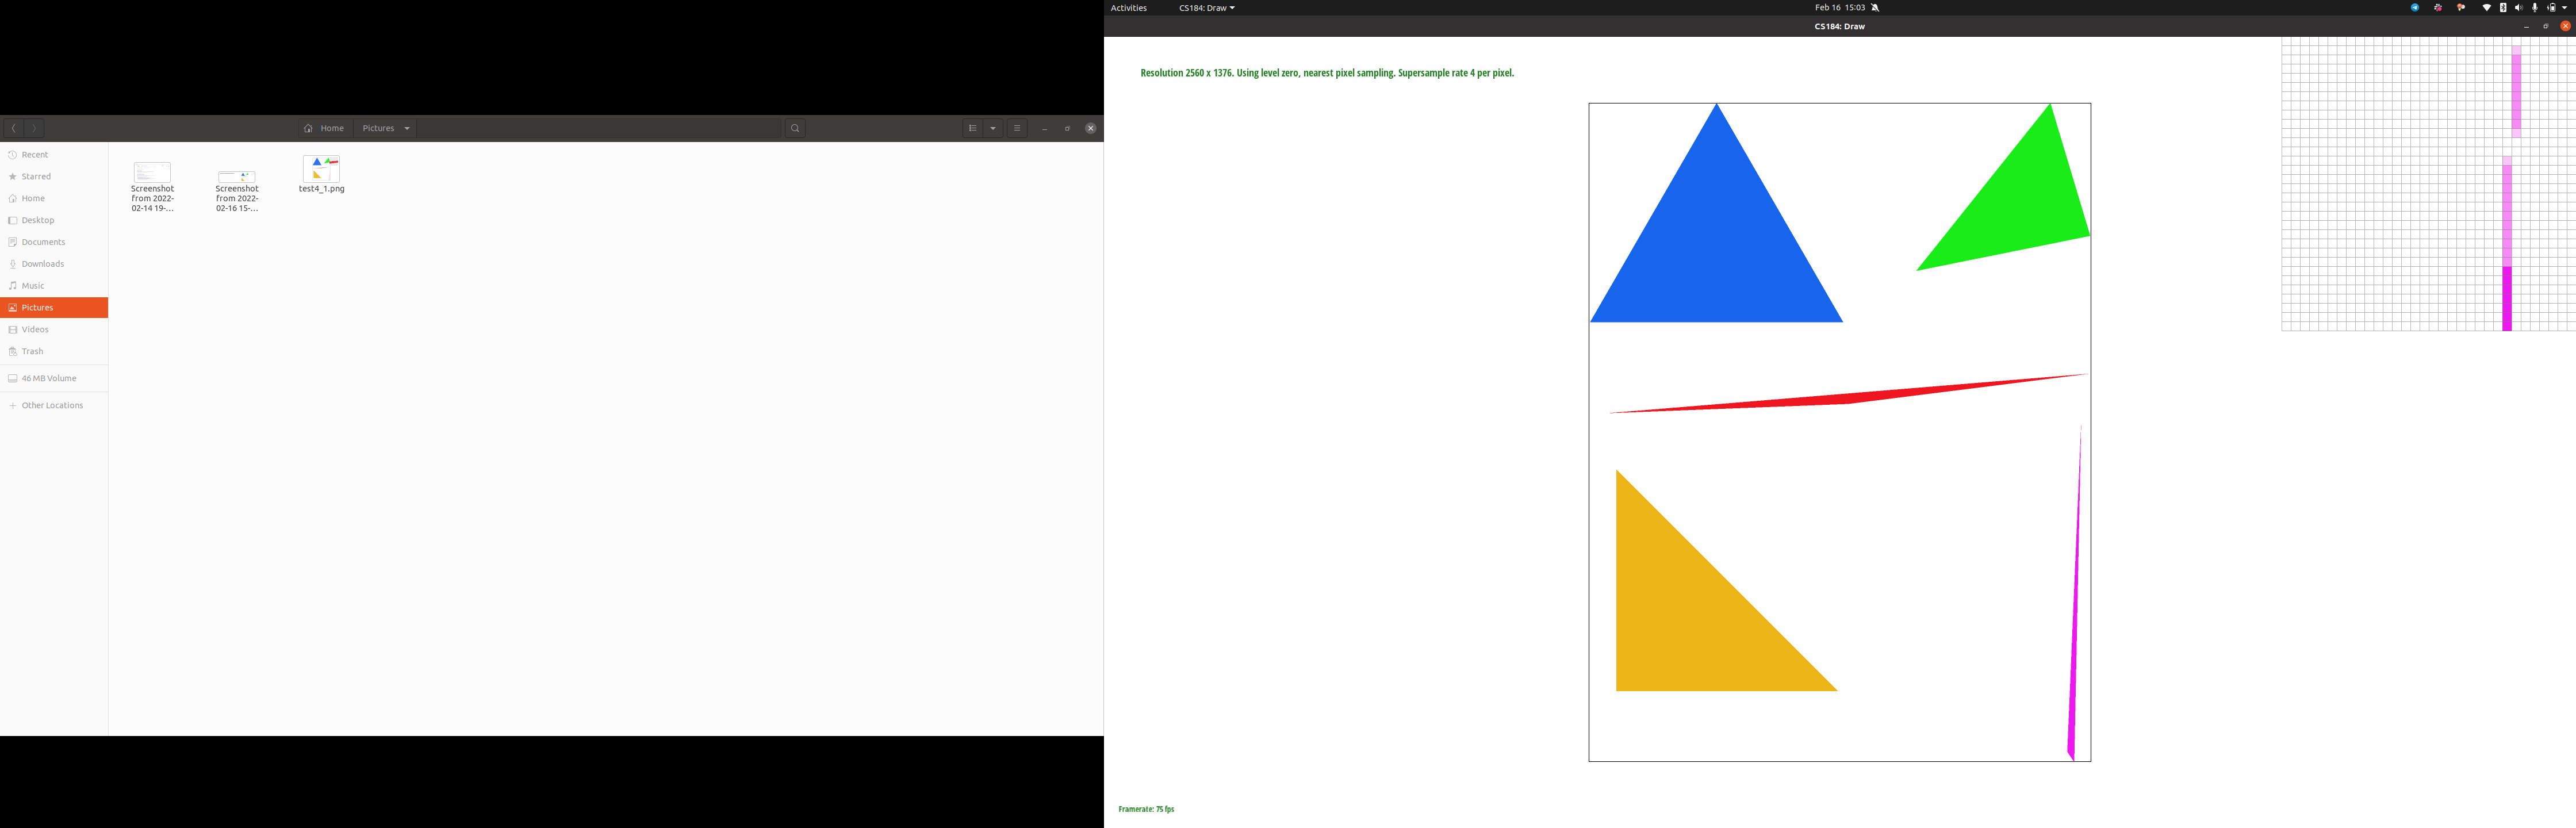 Activities
CS184: Draw
Feb 16 15:03
CS184: Draw
Home
Pictures
Recent
Starred
Home
Desktop
Documents
Downloads
Music
Pictures
Videos
Trash
46 MB Volume
Other Locations
Screenshot
from 2022-
02-14 19-…
Screenshot
from 2022-
02-16 15-…
test4_1.png
Resolution 2560 x 1376. Using level zero, nearest pixel sampling. Supersample rate 4 per pixel.
Framerate: 75 fps